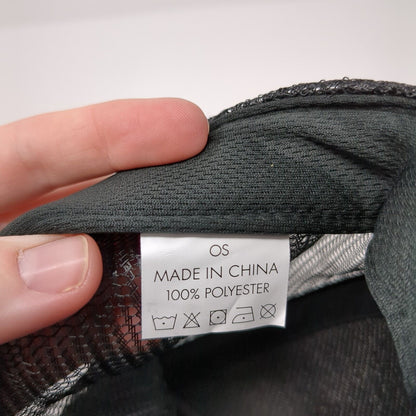 OS
MADE IN CHINA
100% POLYESTER